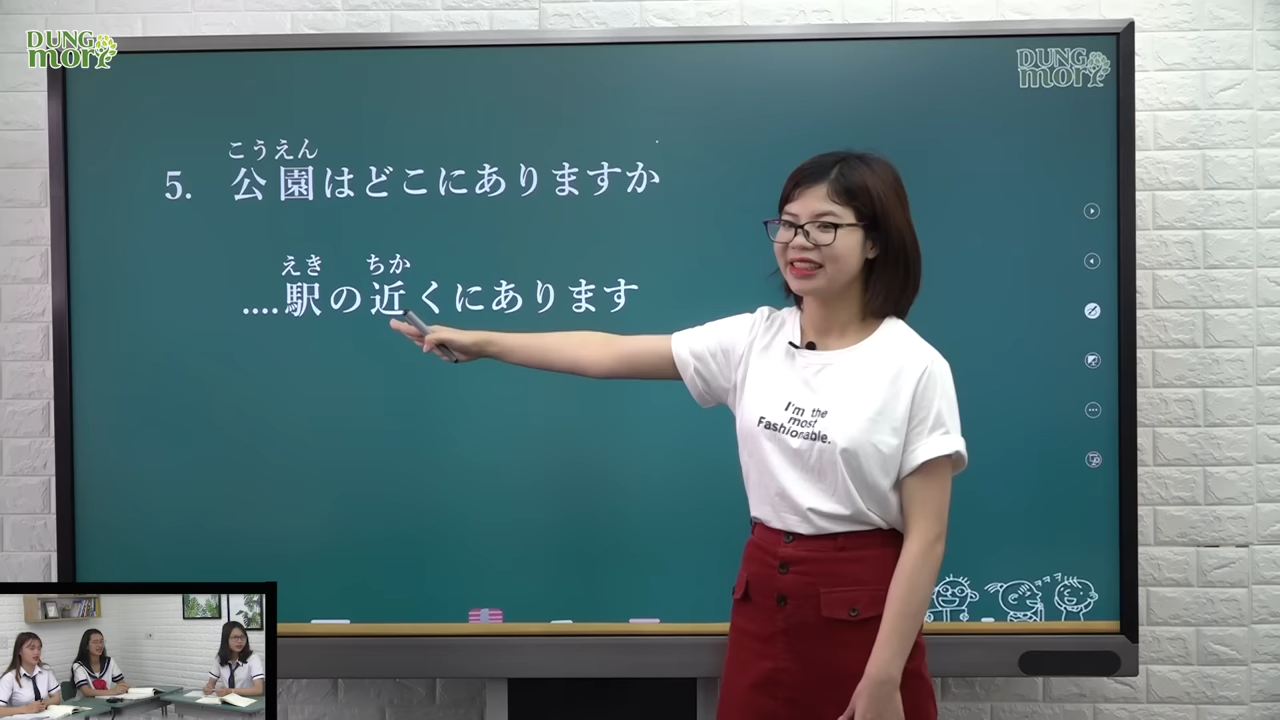 DUNG
mori
DUNG
mori
こうえん
5. 公園はどこにありますか
えき ちか
....駅の近くにあります
I'm the
most
Fashionable.